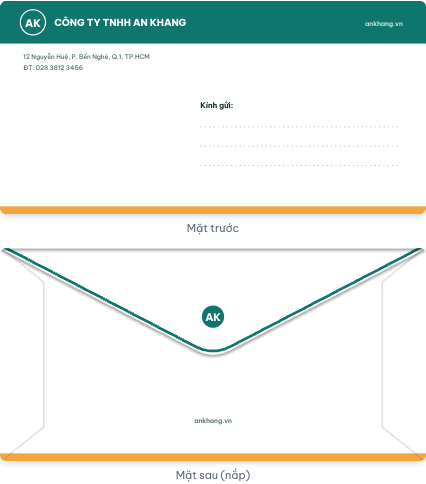 AK
CÔNG TY TNHH AN KHANG
ankhang.vn
12 Nguyễn Huệ, P. Bến Nghé, Q.1, TP.HCM
ĐT: 028 3812 3456
Kính gửi:
Mặt trước
AK
ankhang.vn
Mặt sau (nắp)